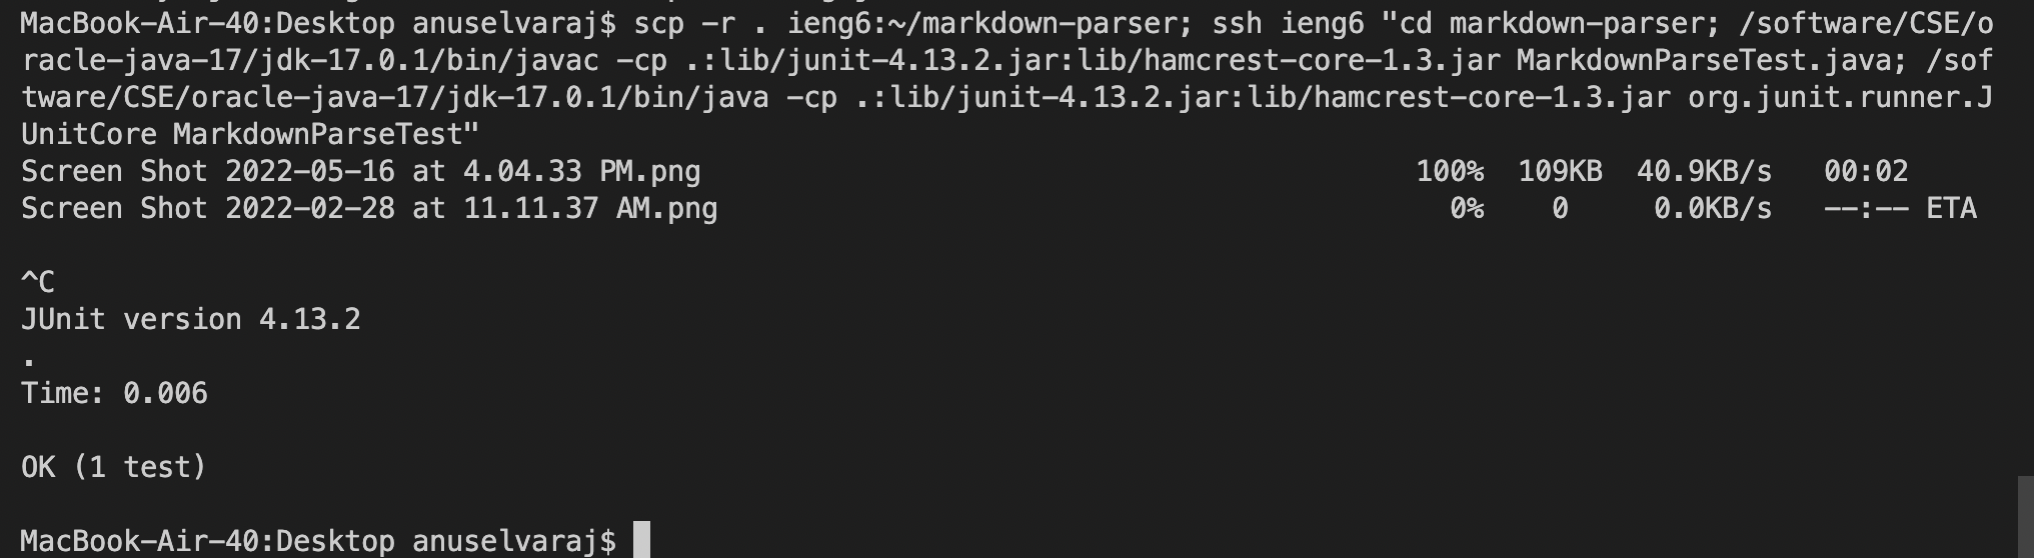 MacBook-Air-40:Desktop anuselvaraj$ scp -r . ieng6:~/markdown-parser; ssh ieng6 "cd markdown-parser; /software/CSE/o
racle-java-17/jdk-17.0.1/bin/javac -cp .:lib/junit-4.13.2.jar:lib/hamcrest-core-1.3.jar MarkdownParseTest.java; /sof
tware/CSE/oracle-java-17/jdk-17.0.1/bin/java -cp .:lib/junit-4.13.2.jar:lib/hamcrest-core-1.3.jar org.junit.runner.J
UnitCore MarkdownParseTest"
Screen Shot 2022-05-16 at 4.04.33 PM.png 100% 109KB 40.9KB/s 00:02
Screen Shot 2022-02-28 at 11.11.37 AM.png 0% 0 0.0KB/s --:-- ETA
^C
JUnit version 4.13.2
.
Time: 0.006
OK (1 test)
MacBook-Air-40:Desktop anuselvaraj$